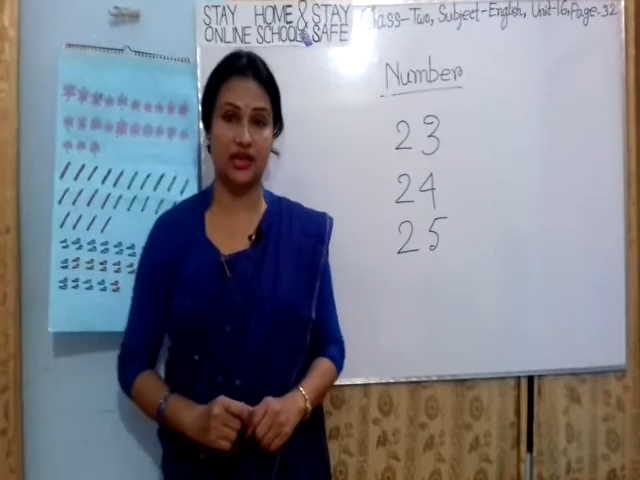 STAY HOME & STAY
ONLINE SCHOOL & SAFE
Class-Two, Subject-English, Unit-16, Page-32
Number
23
24
25